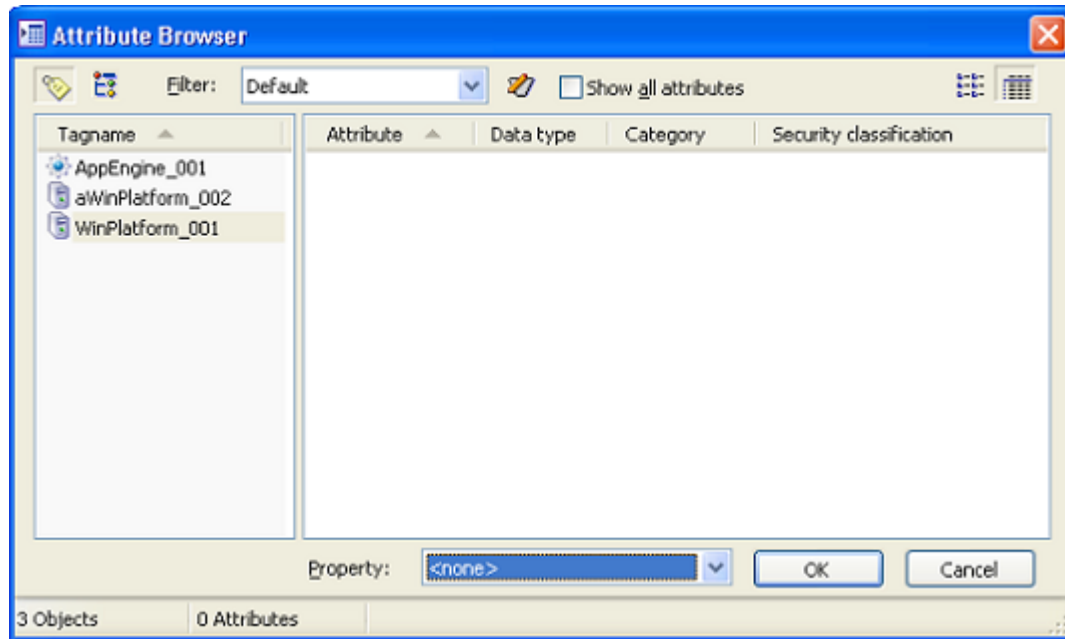 Attribute Browser
Filter: Default Show all attributes
Tagname Attribute Data type Category Security classification
AppEngine_001
aWinPlatform_002
WinPlatform_001
Property: <none> OK Cancel
3 Objects 0 Attributes